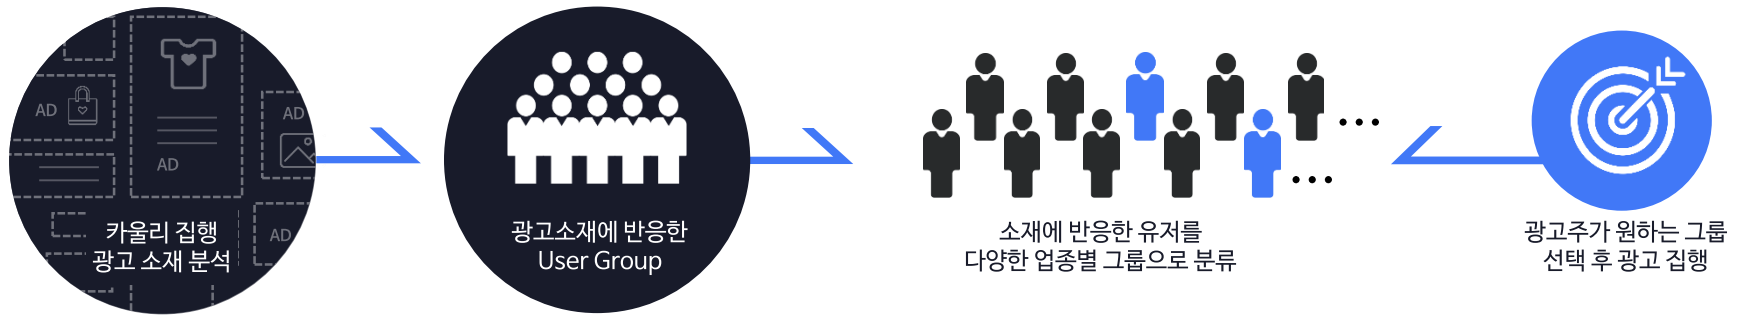 AD
AD
AD
AD
카울리 집행
광고 소재 분석
광고소재에 반응한
User Group
소재에 반응한 유저를
다양한 업종별 그룹으로 분류
광고주가 원하는 그룹
선택 후 광고 집행